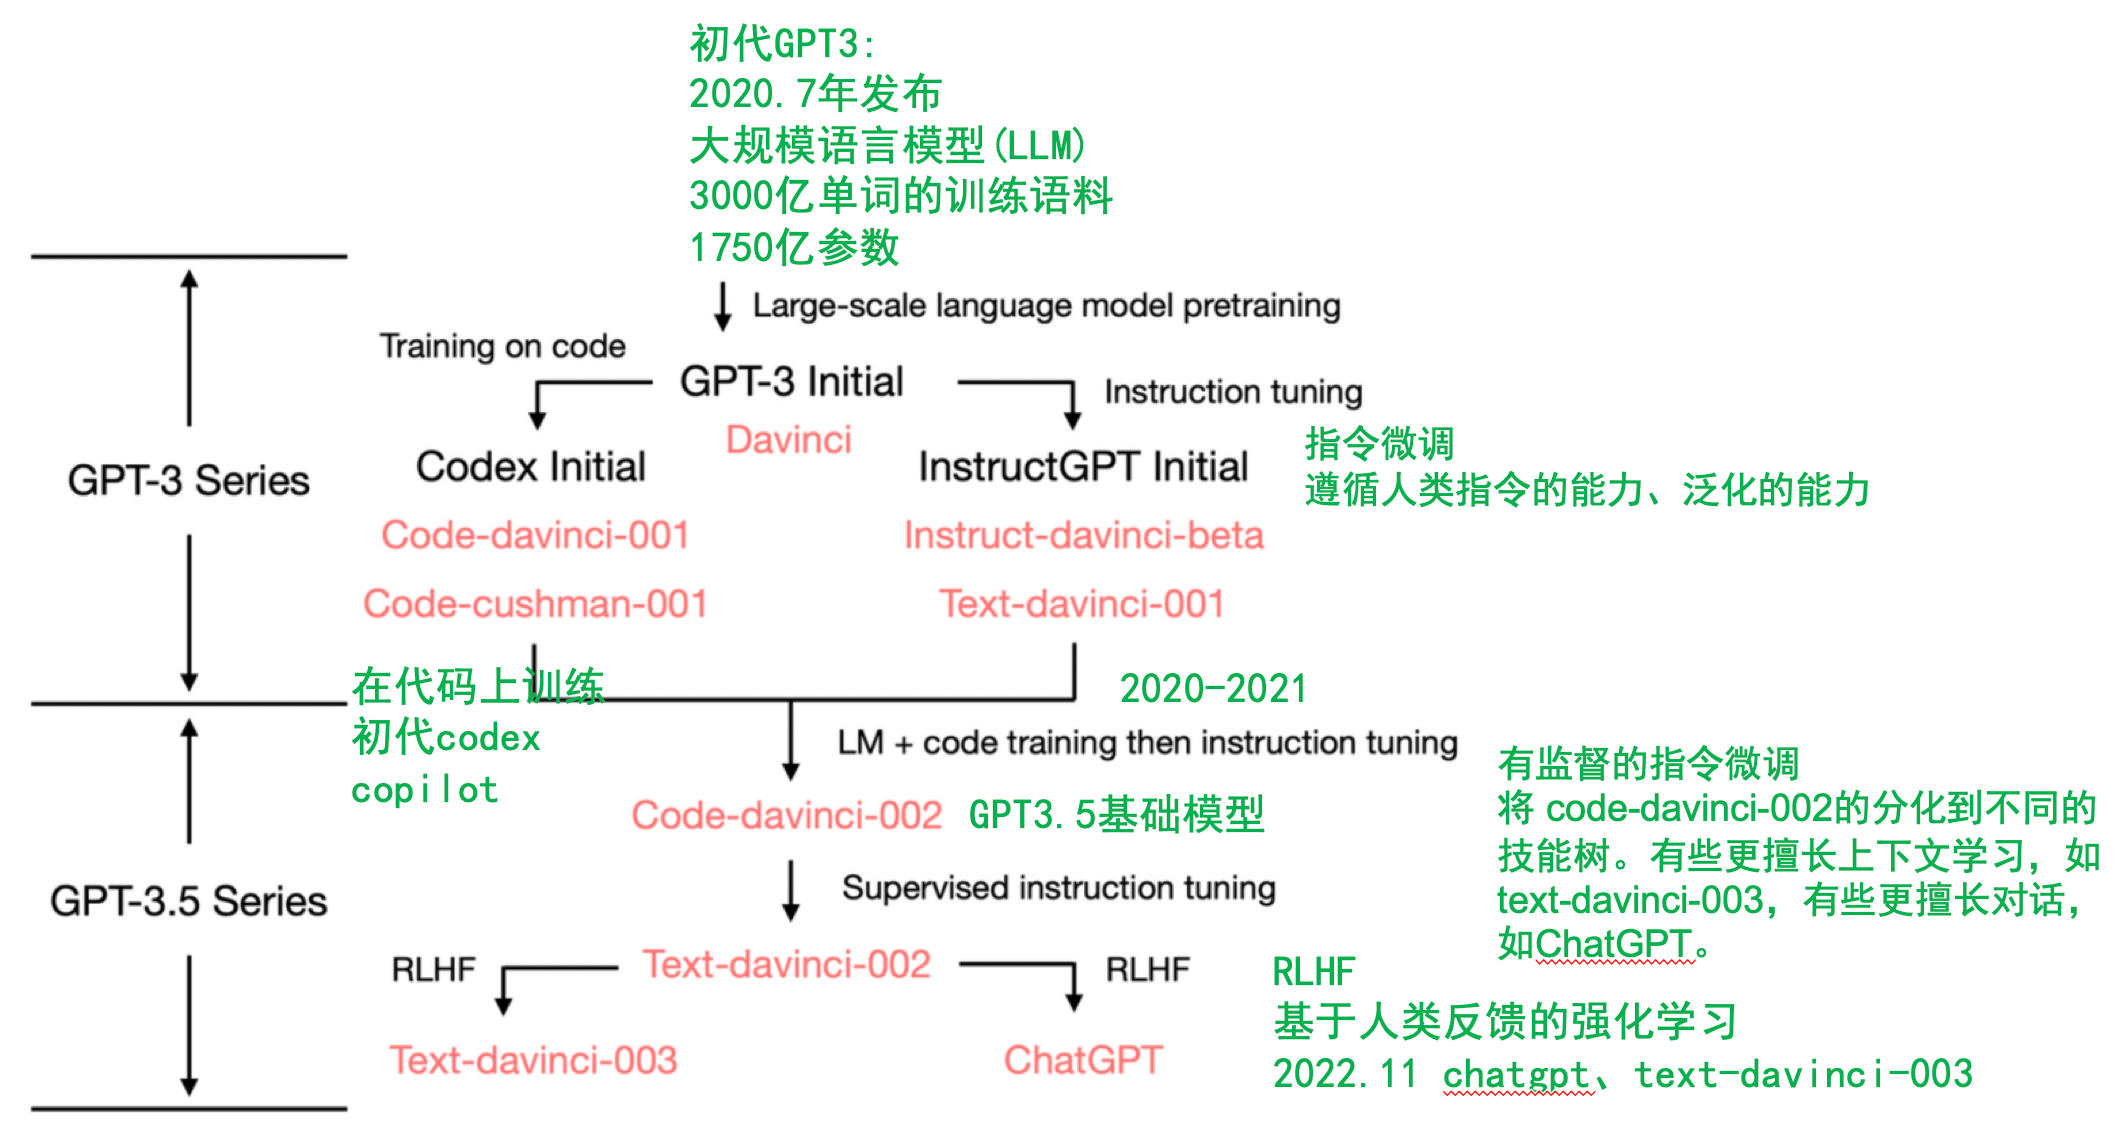 初代GPT3:
2020.7年发布
大规模语言模型(LLM)
3000亿单词的训练语料
1750亿参数
Large-scale language model pretraining
Training on code
GPT-3 Initial
Instruction tuning
Davinci
指令微调
遵循人类指令的能力、泛化的能力
GPT-3 Series
Codex Initial
InstructGPT Initial
Code-davinci-001
Instruct-davinci-beta
Code-cushman-001
Text-davinci-001
在代码上训练
初代codex
copilot
2020-2021
LM + code training then instruction tuning
Code-davinci-002
GPT3.5基础模型
有监督的指令微调
将 code-davinci-002的分化到不同的
技能树。有些更擅长上下文学习，如
text-davinci-003，有些更擅长对话，
如ChatGPT。
GPT-3.5 Series
Supervised instruction tuning
RLHF
Text-davinci-002
RLHF
RLHF
基于人类反馈的强化学习
2022.11 chatgpt、text-davinci-003
Text-davinci-003
ChatGPT